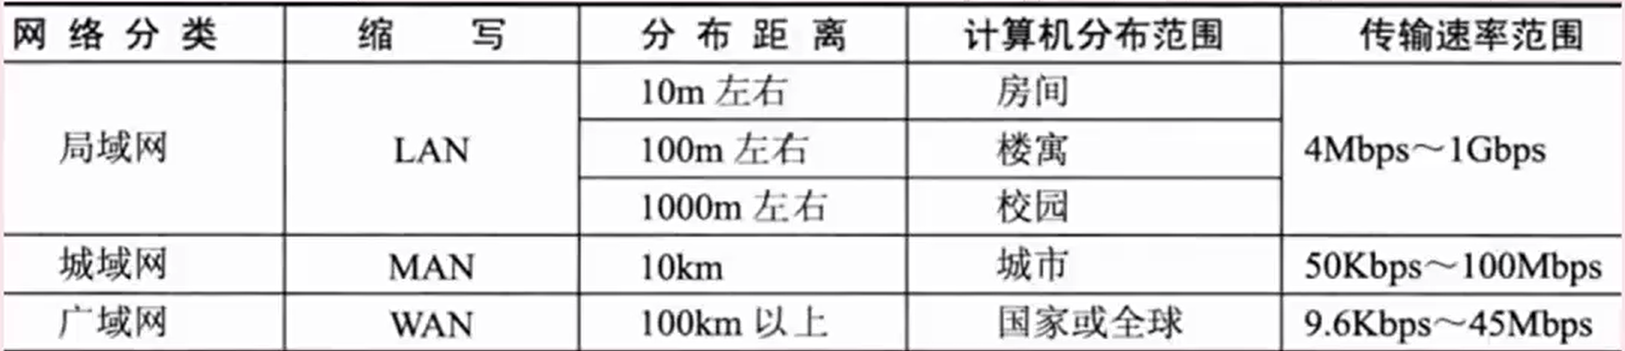 网络分类 缩写 分布距离 计算机分布范围 传输速率范围
局域网 LAN 10m 左右 房间 4Mbps～1Gbps
100m 左右 楼寓
1000m 左右 校园
城域网 MAN 10km 城市 50Kbps～100Mbps
广域网 WAN 100km 以上 国家或全球 9.6Kbps～45Mbps